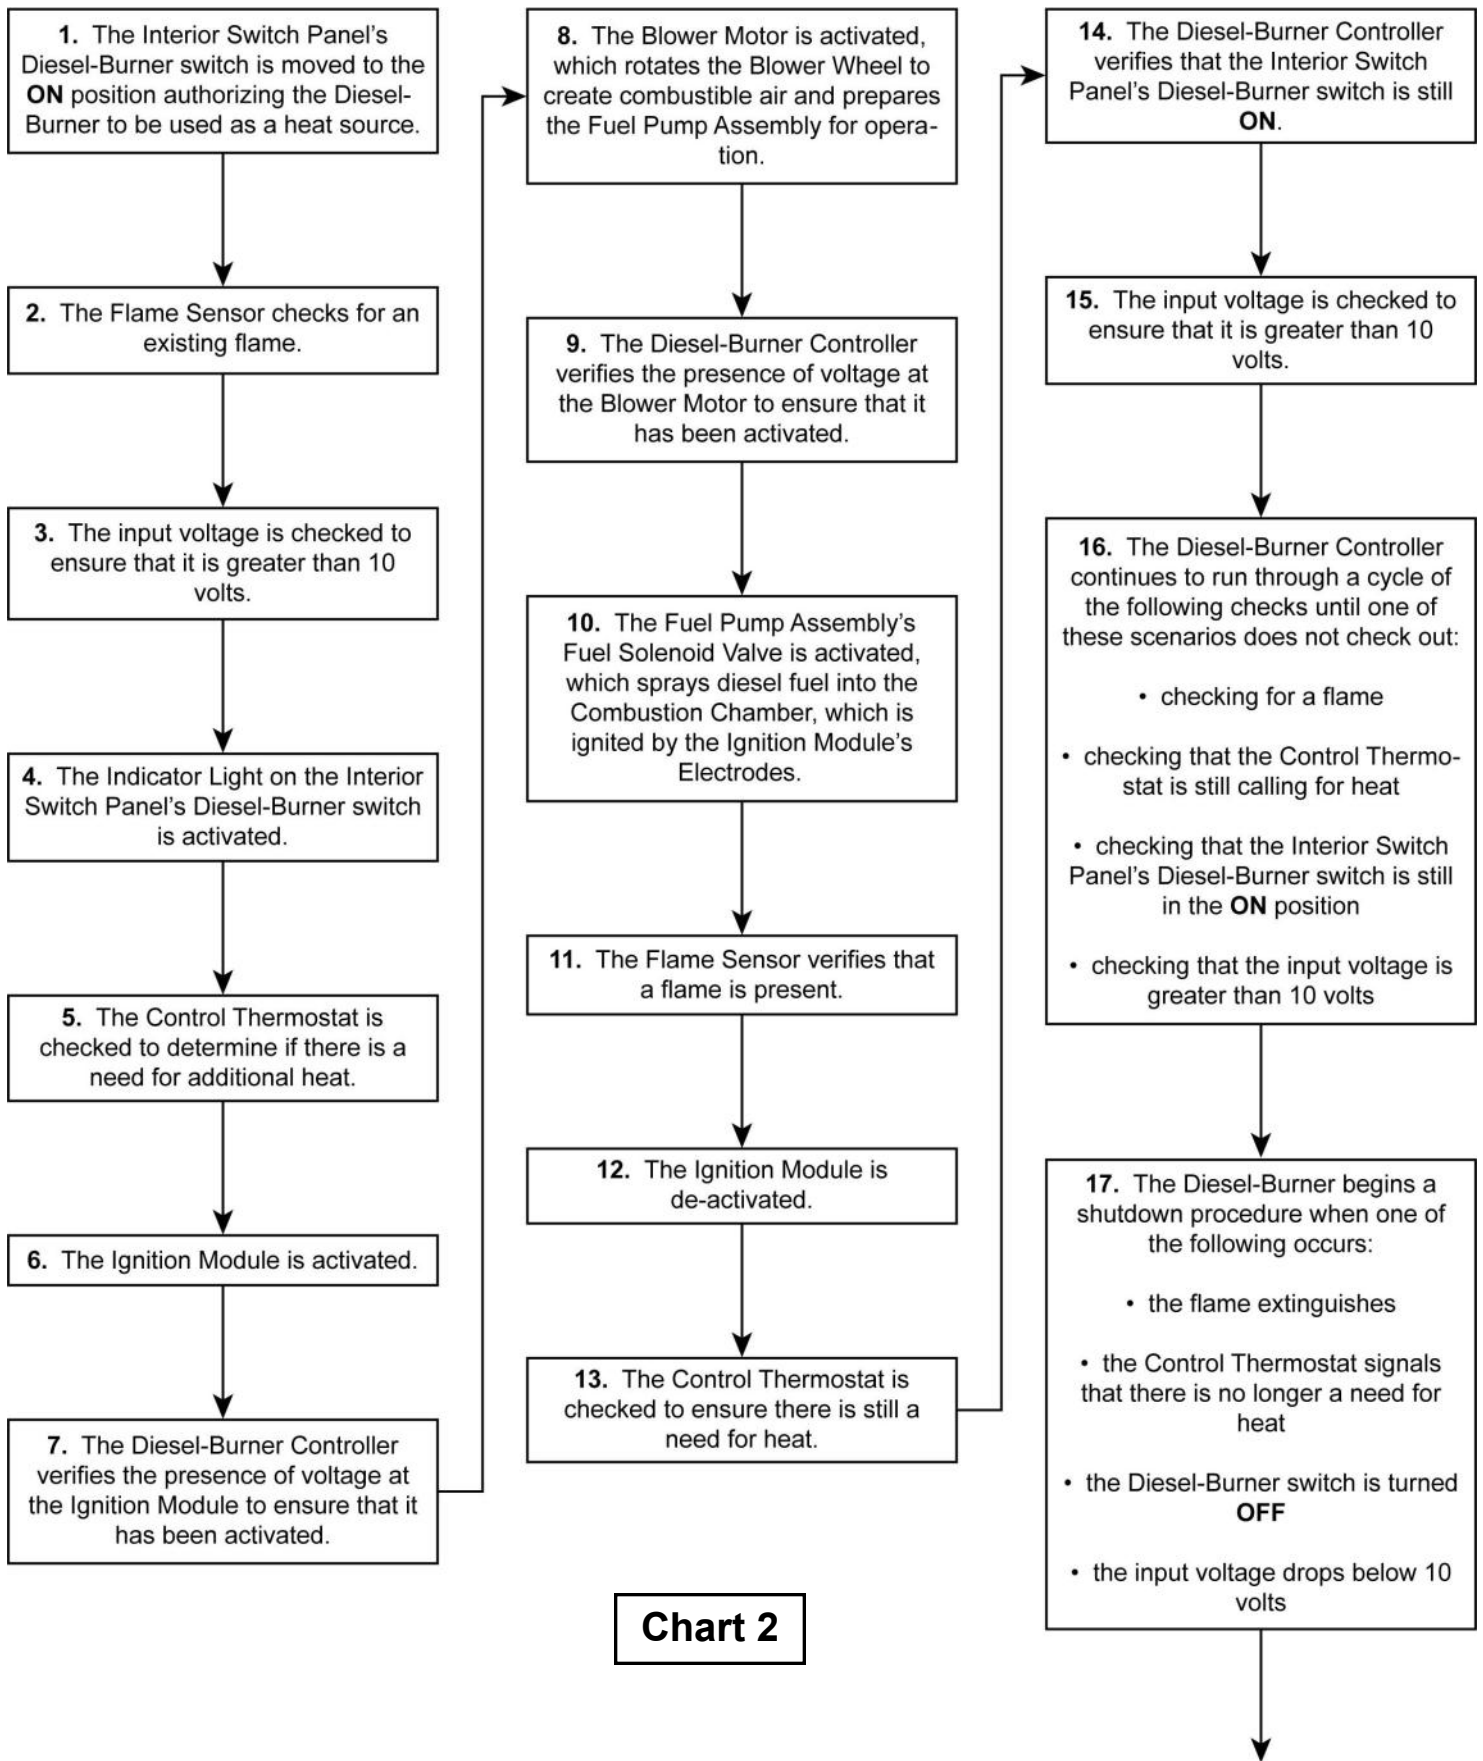 1. The Interior Switch Panel's
Diesel-Burner switch is moved to the
ON position authorizing the Diesel-
Burner to be used as a heat source.
2. The Flame Sensor checks for an
existing flame.
3. The input voltage is checked to
ensure that it is greater than 10
volts.
4. The Indicator Light on the Interior
Switch Panel's Diesel-Burner switch
is activated.
5. The Control Thermostat is
checked to determine if there is a
need for additional heat.
6. The Ignition Module is activated.
7. The Diesel-Burner Controller
verifies the presence of voltage at
the Ignition Module to ensure that it
has been activated.
8. The Blower Motor is activated,
which rotates the Blower Wheel to
create combustible air and prepares
the Fuel Pump Assembly for opera-
tion.
9. The Diesel-Burner Controller
verifies the presence of voltage at
the Blower Motor to ensure that it
has been activated.
10. The Fuel Pump Assembly's
Fuel Solenoid Valve is activated,
which sprays diesel fuel into the
Combustion Chamber, which is
ignited by the Ignition Module's
Electrodes.
11. The Flame Sensor verifies that
a flame is present.
12. The Ignition Module is
de-activated.
13. The Control Thermostat is
checked to ensure there is still a
need for heat.
14. The Diesel-Burner Controller
verifies that the Interior Switch
Panel's Diesel-Burner switch is still
ON.
15. The input voltage is checked to
ensure that it is greater than 10
volts.
16. The Diesel-Burner Controller
continues to run through a cycle of
the following checks until one of
these scenarios does not check out:
• checking for a flame
• checking that the Control Thermo-
stat is still calling for heat
• checking that the Interior Switch
Panel's Diesel-Burner switch is still
in the ON position
• checking that the input voltage is
greater than 10 volts
17. The Diesel-Burner begins a
shutdown procedure when one of
the following occurs:
• the flame extinguishes
• the Control Thermostat signals
that there is no longer a need for
heat
• the Diesel-Burner switch is turned
OFF
• the input voltage drops below 10
volts
Chart 2